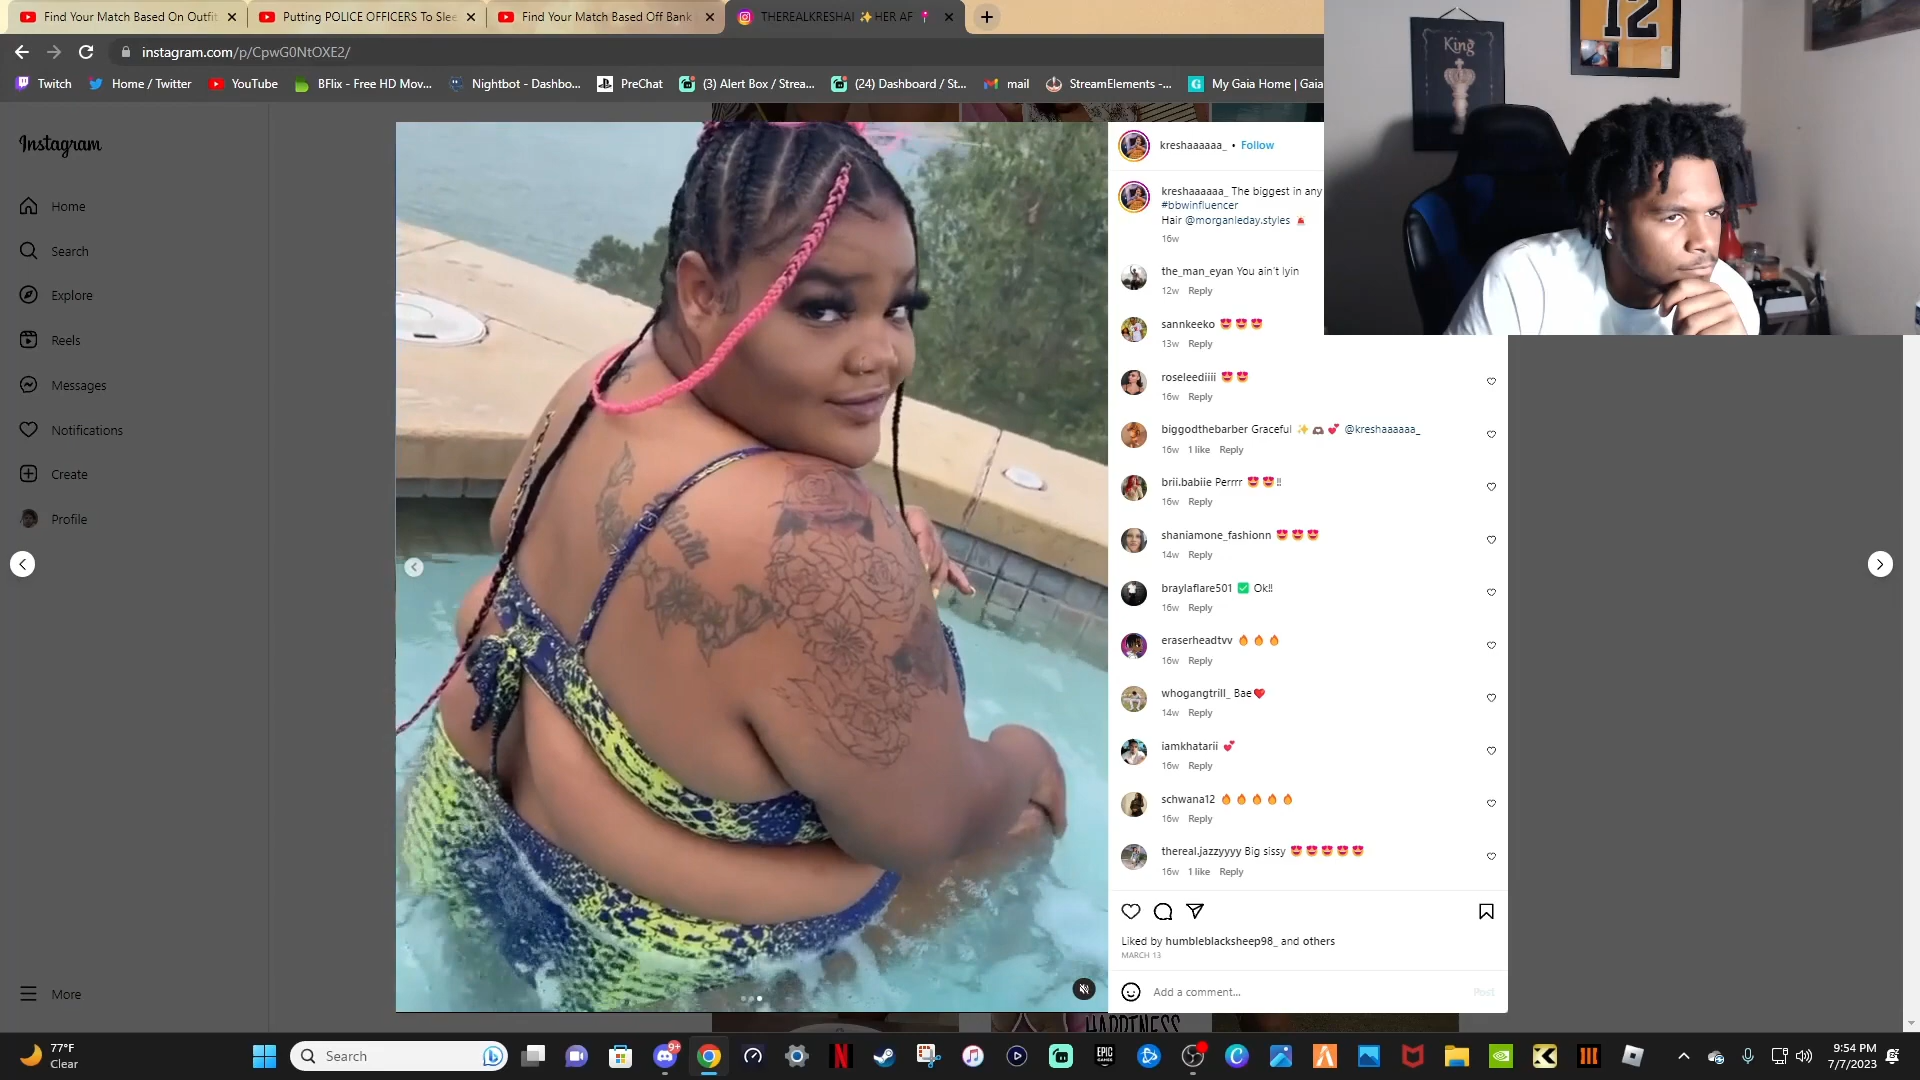 Find Your Match Based On Outfit
Putting POLICE OFFICERS To Slee
Find Your Match Based Off Bank
THEREALKRESHAI ✨HER AF
instagram.com/p/CpwG0NtOXE2/
Twitch
Home / Twitter
YouTube
BFlix - Free HD Mov...
Nightbot - Dashbo...
PreChat
(3) Alert Box / Strea...
(24) Dashboard / St...
mail
StreamElements -...
My Gaia Home | Gaia
King
12
Instagram
Home
Search
Explore
Reels
Messages
Notifications
Create
Profile
More
kreshaaaaaa_ • Follow
kreshaaaaaa_ The biggest in any
#bbwinfluencer
Hair @morganieday.styles
16w
the_man_eyan You ain't lyin
12w Reply
sannkeeko 😍😍😍
13w Reply
roseleediiii 😍😍
16w Reply
biggodthebarber Graceful ✨🫶🏾💕 @kreshaaaaaa_
16w 1 like Reply
brii.babiie Perrrr 😍😍‼
16w Reply
shaniamone_fashionn 😍😍😍
14w Reply
braylaflare501 ✅ Ok‼
16w Reply
eraserheadtvv 🔥🔥🔥
16w Reply
whogangtrill_ Bae❤️
14w Reply
iamkhatarii 💕
16w Reply
schwana12 🔥🔥🔥🔥🔥
16w Reply
thereal.jazzyyyy Big sissy 😍😍😍😍😍
16w 1 like Reply
Liked by humbleblacksheep98_ and others
MARCH 13
Add a comment...
Post
HAPPINESS
77°F
Clear
Search
9+
EPIC
GAMES
9:54 PM
7/7/2023